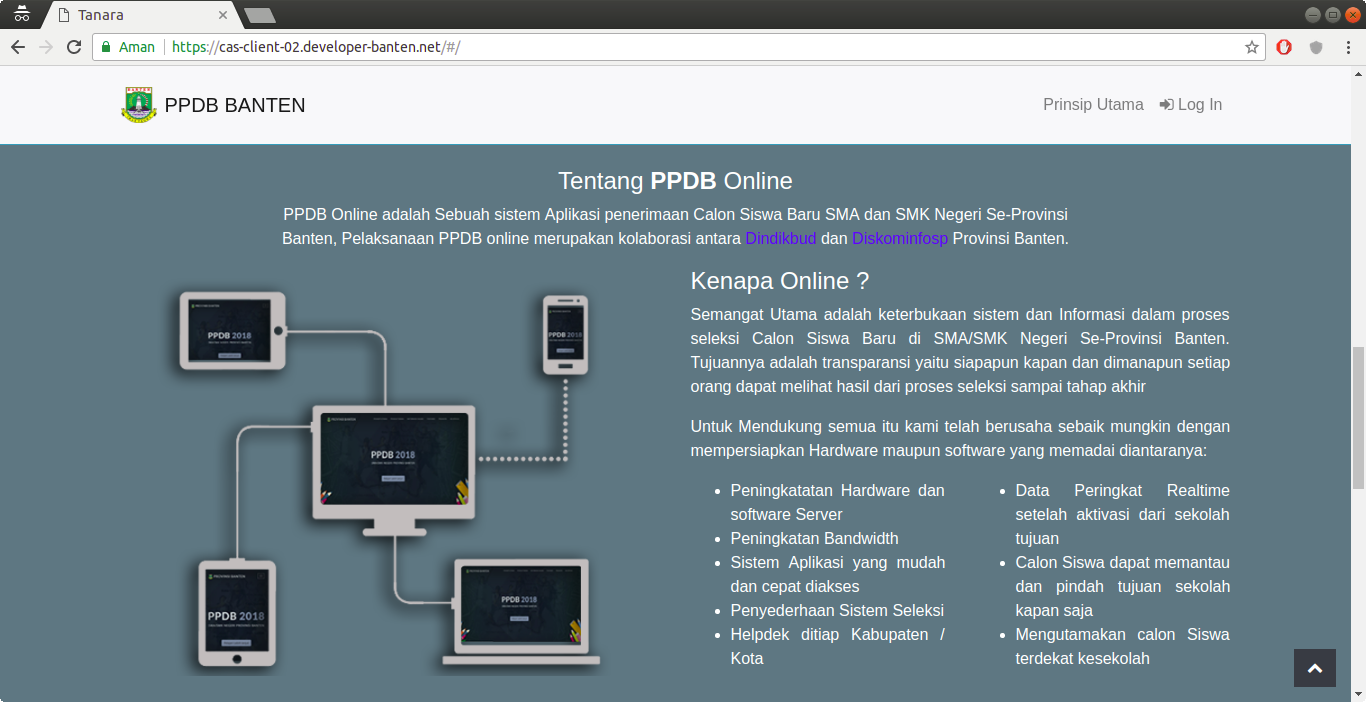 Tanara
Aman
https://cas-client-02.developer-banten.net/#/
PPDB BANTEN
Prinsip Utama
Log In
Tentang PPDB Online
PPDB Online adalah Sebuah sistem Aplikasi penerimaan Calon Siswa Baru SMA dan SMK Negeri Se-Provinsi
Banten, Pelaksanaan PPDB online merupakan kolaborasi antara Dindikbud dan Diskominfosp Provinsi Banten.
PPDB 2018
PPDB 2018
PPDB 2018
PPDB 2018
PPDB 2018
Kenapa Online ?
Semangat Utama adalah keterbukaan sistem dan Informasi dalam proses
seleksi Calon Siswa Baru di SMA/SMK Negeri Se-Provinsi Banten.
Tujuannya adalah transparansi yaitu siapapun kapan dan dimanapun setiap
orang dapat melihat hasil dari proses seleksi sampai tahap akhir
Untuk Mendukung semua itu kami telah berusaha sebaik mungkin dengan
mempersiapkan Hardware maupun software yang memadai diantaranya:
Peningkatatan Hardware dan
software Server
Peningkatan Bandwidth
Sistem Aplikasi yang mudah
dan cepat diakses
Penyederhaan Sistem Seleksi
Helpdek ditiap Kabupaten /
Kota
Data Peringkat Realtime
setelah aktivasi dari sekolah
tujuan
Calon Siswa dapat memantau
dan pindah tujuan sekolah
kapan saja
Mengutamakan calon Siswa
terdekat kesekolah